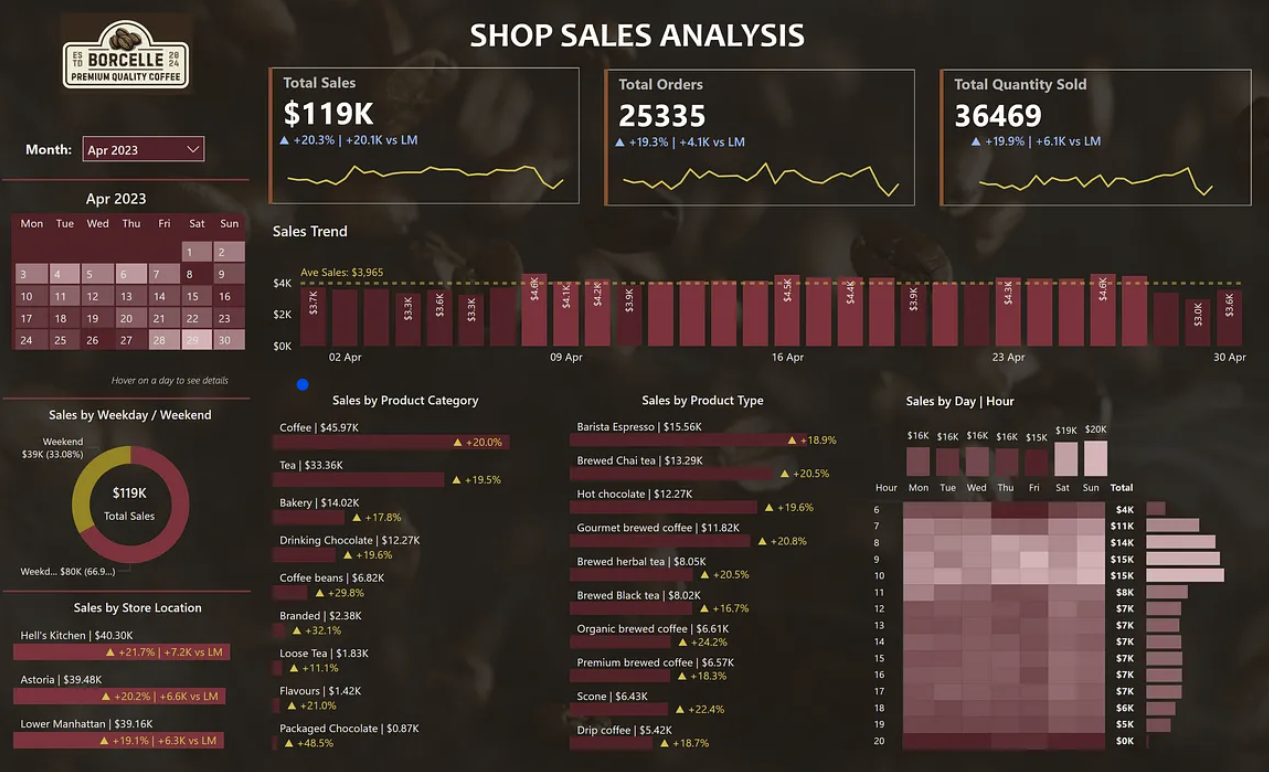 SHOP SALES ANALYSIS
ES TD BORCELLE 20 24
PREMIUM QUALITY COFFEE
Month: Apr 2023
Total Sales
$119K
▲ +20.3% | +20.1K vs LM
Total Orders
25335
▲ +19.3% | +4.1K vs LM
Total Quantity Sold
36469
▲ +19.9% | +6.1K vs LM
Apr 2023
Mon Tue Wed Thu Fri Sat Sun
1 2
3 4 5 6 7 8 9
10 11 12 13 14 15 16
17 18 19 20 21 22 23
24 25 26 27 28 29 30
Hover on a day to see details
Sales Trend
Ave Sales: $3,965
$4K
$2K
$0K
$3.7K $3.3K $3.6K $3.3K $4.6K $4.1K $4.2K $3.9K $4.5K $4.4K $3.9K $4.3K $4.6K $3.0K $3.6K
02 Apr 09 Apr 16 Apr 23 Apr 30 Apr
Sales by Weekday / Weekend
Weekend
$39K (33.08%)
$119K
Total Sales
Weekd... $80K (66.9...)
Sales by Store Location
Hell's Kitchen | $40.30K
▲ +21.7% | +7.2K vs LM
Astoria | $39.48K
▲ +20.2% | +6.6K vs LM
Lower Manhattan | $39.16K
▲ +19.1% | +6.3K vs LM
Sales by Product Category
Coffee | $45.97K
▲ +20.0%
Tea | $33.36K
▲ +19.5%
Bakery | $14.02K
▲ +17.8%
Drinking Chocolate | $12.27K
▲ +19.6%
Coffee beans | $6.82K
▲ +29.8%
Branded | $2.38K
▲ +32.1%
Loose Tea | $1.83K
▲ +11.1%
Flavours | $1.42K
▲ +21.0%
Packaged Chocolate | $0.87K
▲ +48.5%
Sales by Product Type
Barista Espresso | $15.56K
▲ +18.9%
Brewed Chai tea | $13.29K
▲ +20.5%
Hot chocolate | $12.27K
▲ +19.6%
Gourmet brewed coffee | $11.82K
▲ +20.8%
Brewed herbal tea | $8.05K
▲ +20.5%
Brewed Black tea | $8.02K
▲ +16.7%
Organic brewed coffee | $6.61K
▲ +24.2%
Premium brewed coffee | $6.57K
▲ +18.3%
Scone | $6.43K
▲ +22.4%
Drip coffee | $5.42K
▲ +18.7%
Sales by Day | Hour
$16K $16K $16K $16K $15K $19K $20K
Hour Mon Tue Wed Thu Fri Sat Sun Total
6 $4K
7 $11K
8 $14K
9 $15K
10 $15K
11 $8K
12 $7K
13 $7K
14 $7K
15 $7K
16 $7K
17 $7K
18 $6K
19 $5K
20 $0K